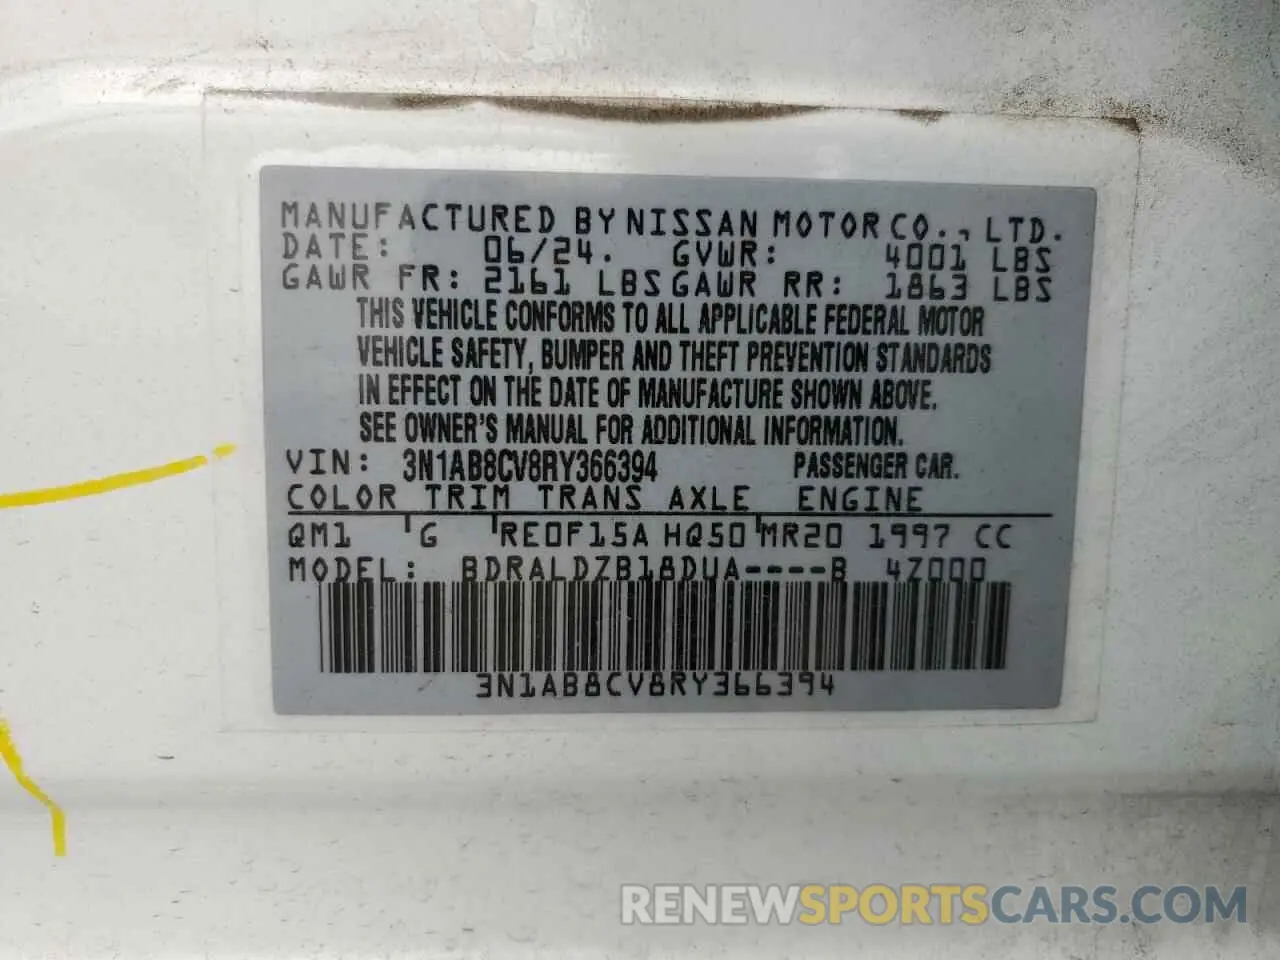 MANUFACTURED BY NISSAN MOTOR CO., LTD.
DATE: 06/24. GVWR: 4001 LBS
GAWR FR: 2161 LBS GAWR RR: 1863 LBS
THIS VEHICLE CONFORMS TO ALL APPLICABLE FEDERAL MOTOR
VEHICLE SAFETY, BUMPER AND THEFT PREVENTION STANDARDS
IN EFFECT ON THE DATE OF MANUFACTURE SHOWN ABOVE.
SEE OWNER'S MANUAL FOR ADDITIONAL INFORMATION.
VIN: 3N1AB8CV8RY366394 PASSENGER CAR.
COLOR TRIM TRANS AXLE ENGINE
QM1 G RE0F15A HQ50 MR20 1997 CC
MODEL: BDRALDZB18DUA----B 4Z000
3N1AB8CV8RY366394
RENEWSPORTSCARS.COM